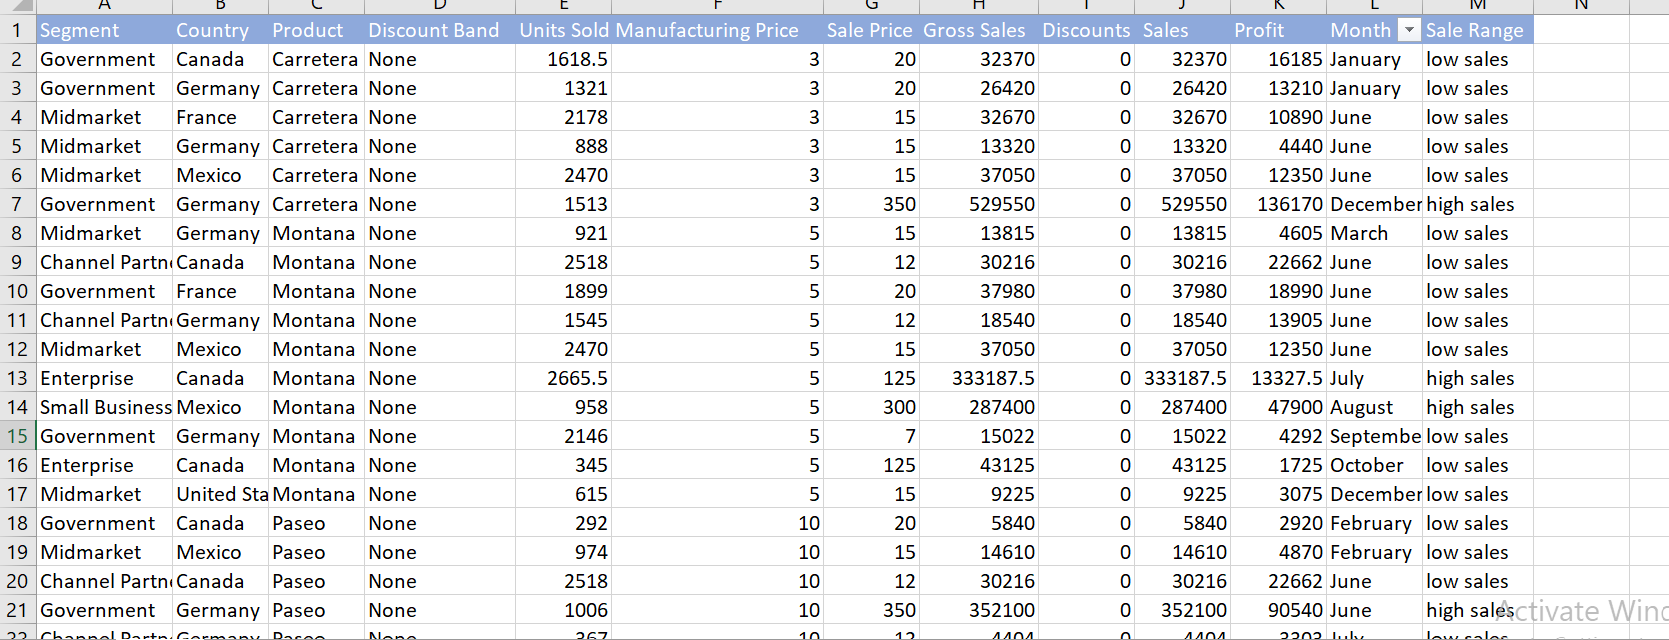 A B C D E F G H I J K L M N
1 Segment Country Product Discount Band Units Sold Manufacturing Price Sale Price Gross Sales Discounts Sales Profit Month Sale Range
2 Government Canada Carretera None 1618.5 3 20 32370 0 32370 16185 January low sales
3 Government Germany Carretera None 1321 3 20 26420 0 26420 13210 January low sales
4 Midmarket France Carretera None 2178 3 15 32670 0 32670 10890 June low sales
5 Midmarket Germany Carretera None 888 3 15 13320 0 13320 4440 June low sales
6 Midmarket Mexico Carretera None 2470 3 15 37050 0 37050 12350 June low sales
7 Government Germany Carretera None 1513 3 350 529550 0 529550 136170 December high sales
8 Midmarket Germany Montana None 921 5 15 13815 0 13815 4605 March low sales
9 Channel Partn Canada Montana None 2518 5 12 30216 0 30216 22662 June low sales
10 Government France Montana None 1899 5 20 37980 0 37980 18990 June low sales
11 Channel Partn Germany Montana None 1545 5 12 18540 0 18540 13905 June low sales
12 Midmarket Mexico Montana None 2470 5 15 37050 0 37050 12350 June low sales
13 Enterprise Canada Montana None 2665.5 5 125 333187.5 0 333187.5 13327.5 July high sales
14 Small Business Mexico Montana None 958 5 300 287400 0 287400 47900 August high sales
15 Government Germany Montana None 2146 5 7 15022 0 15022 4292 Septembe low sales
16 Enterprise Canada Montana None 345 5 125 43125 0 43125 1725 October low sales
17 Midmarket United Sta Montana None 615 5 15 9225 0 9225 3075 December low sales
18 Government Canada Paseo None 292 10 20 5840 0 5840 2920 February low sales
19 Midmarket Mexico Paseo None 974 10 15 14610 0 14610 4870 February low sales
20 Channel Partn Canada Paseo None 2518 10 12 30216 0 30216 22662 June low sales
21 Government Germany Paseo None 1006 10 350 352100 0 352100 90540 June high sales
Activate Wind
22 Channel Partn Germany Paseo None 367 10 12 4404 0 4404 3303 July low sales